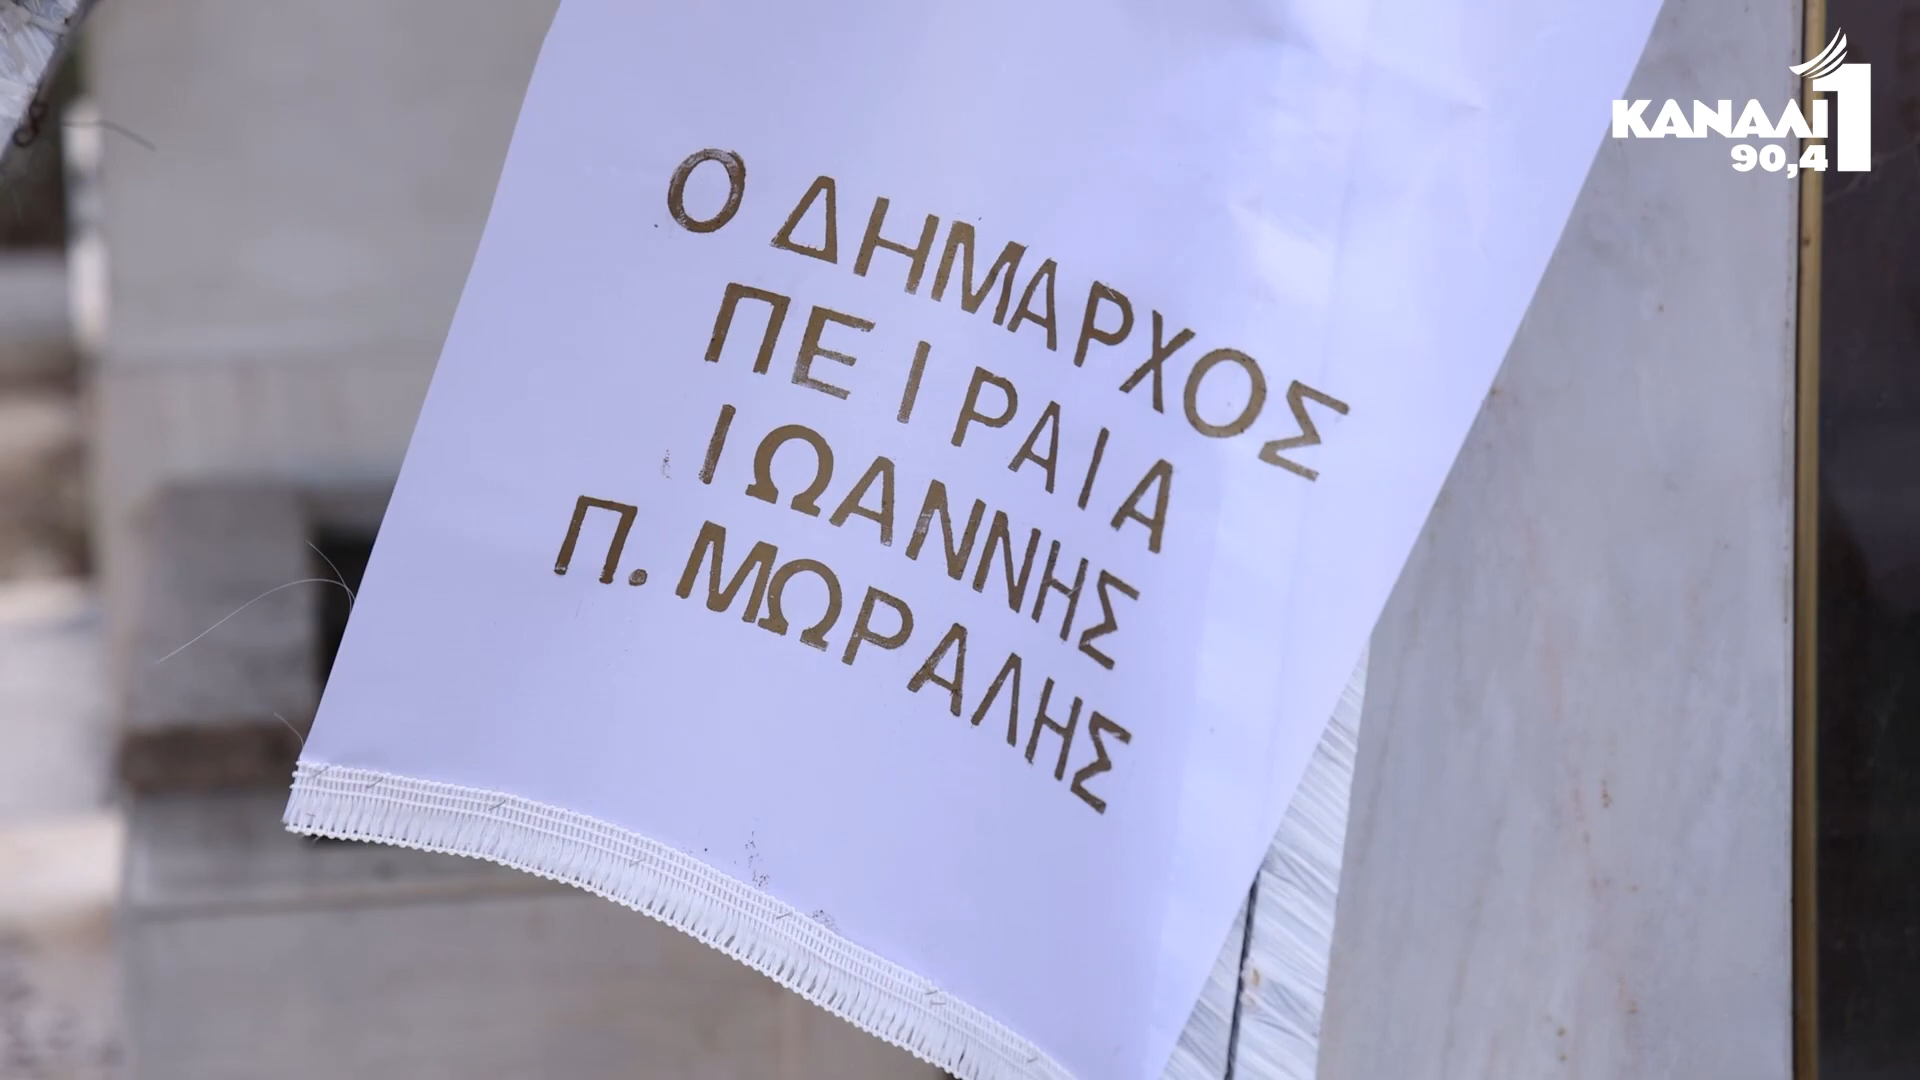 ΚΑΝΑΛΙ 1
90,4
Ο ΔΗΜΑΡΧΟΣ
ΠΕΙΡΑΙΑ
ΙΩΑΝΝΗΣ
Π. ΜΩΡΑΛΗΣ